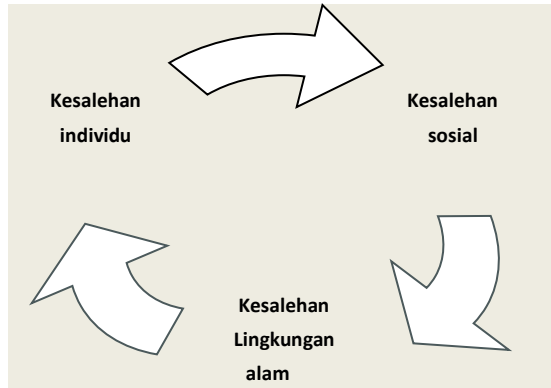 Kesalehan
individu
Kesalehan
sosial
Kesalehan
Lingkungan
alam